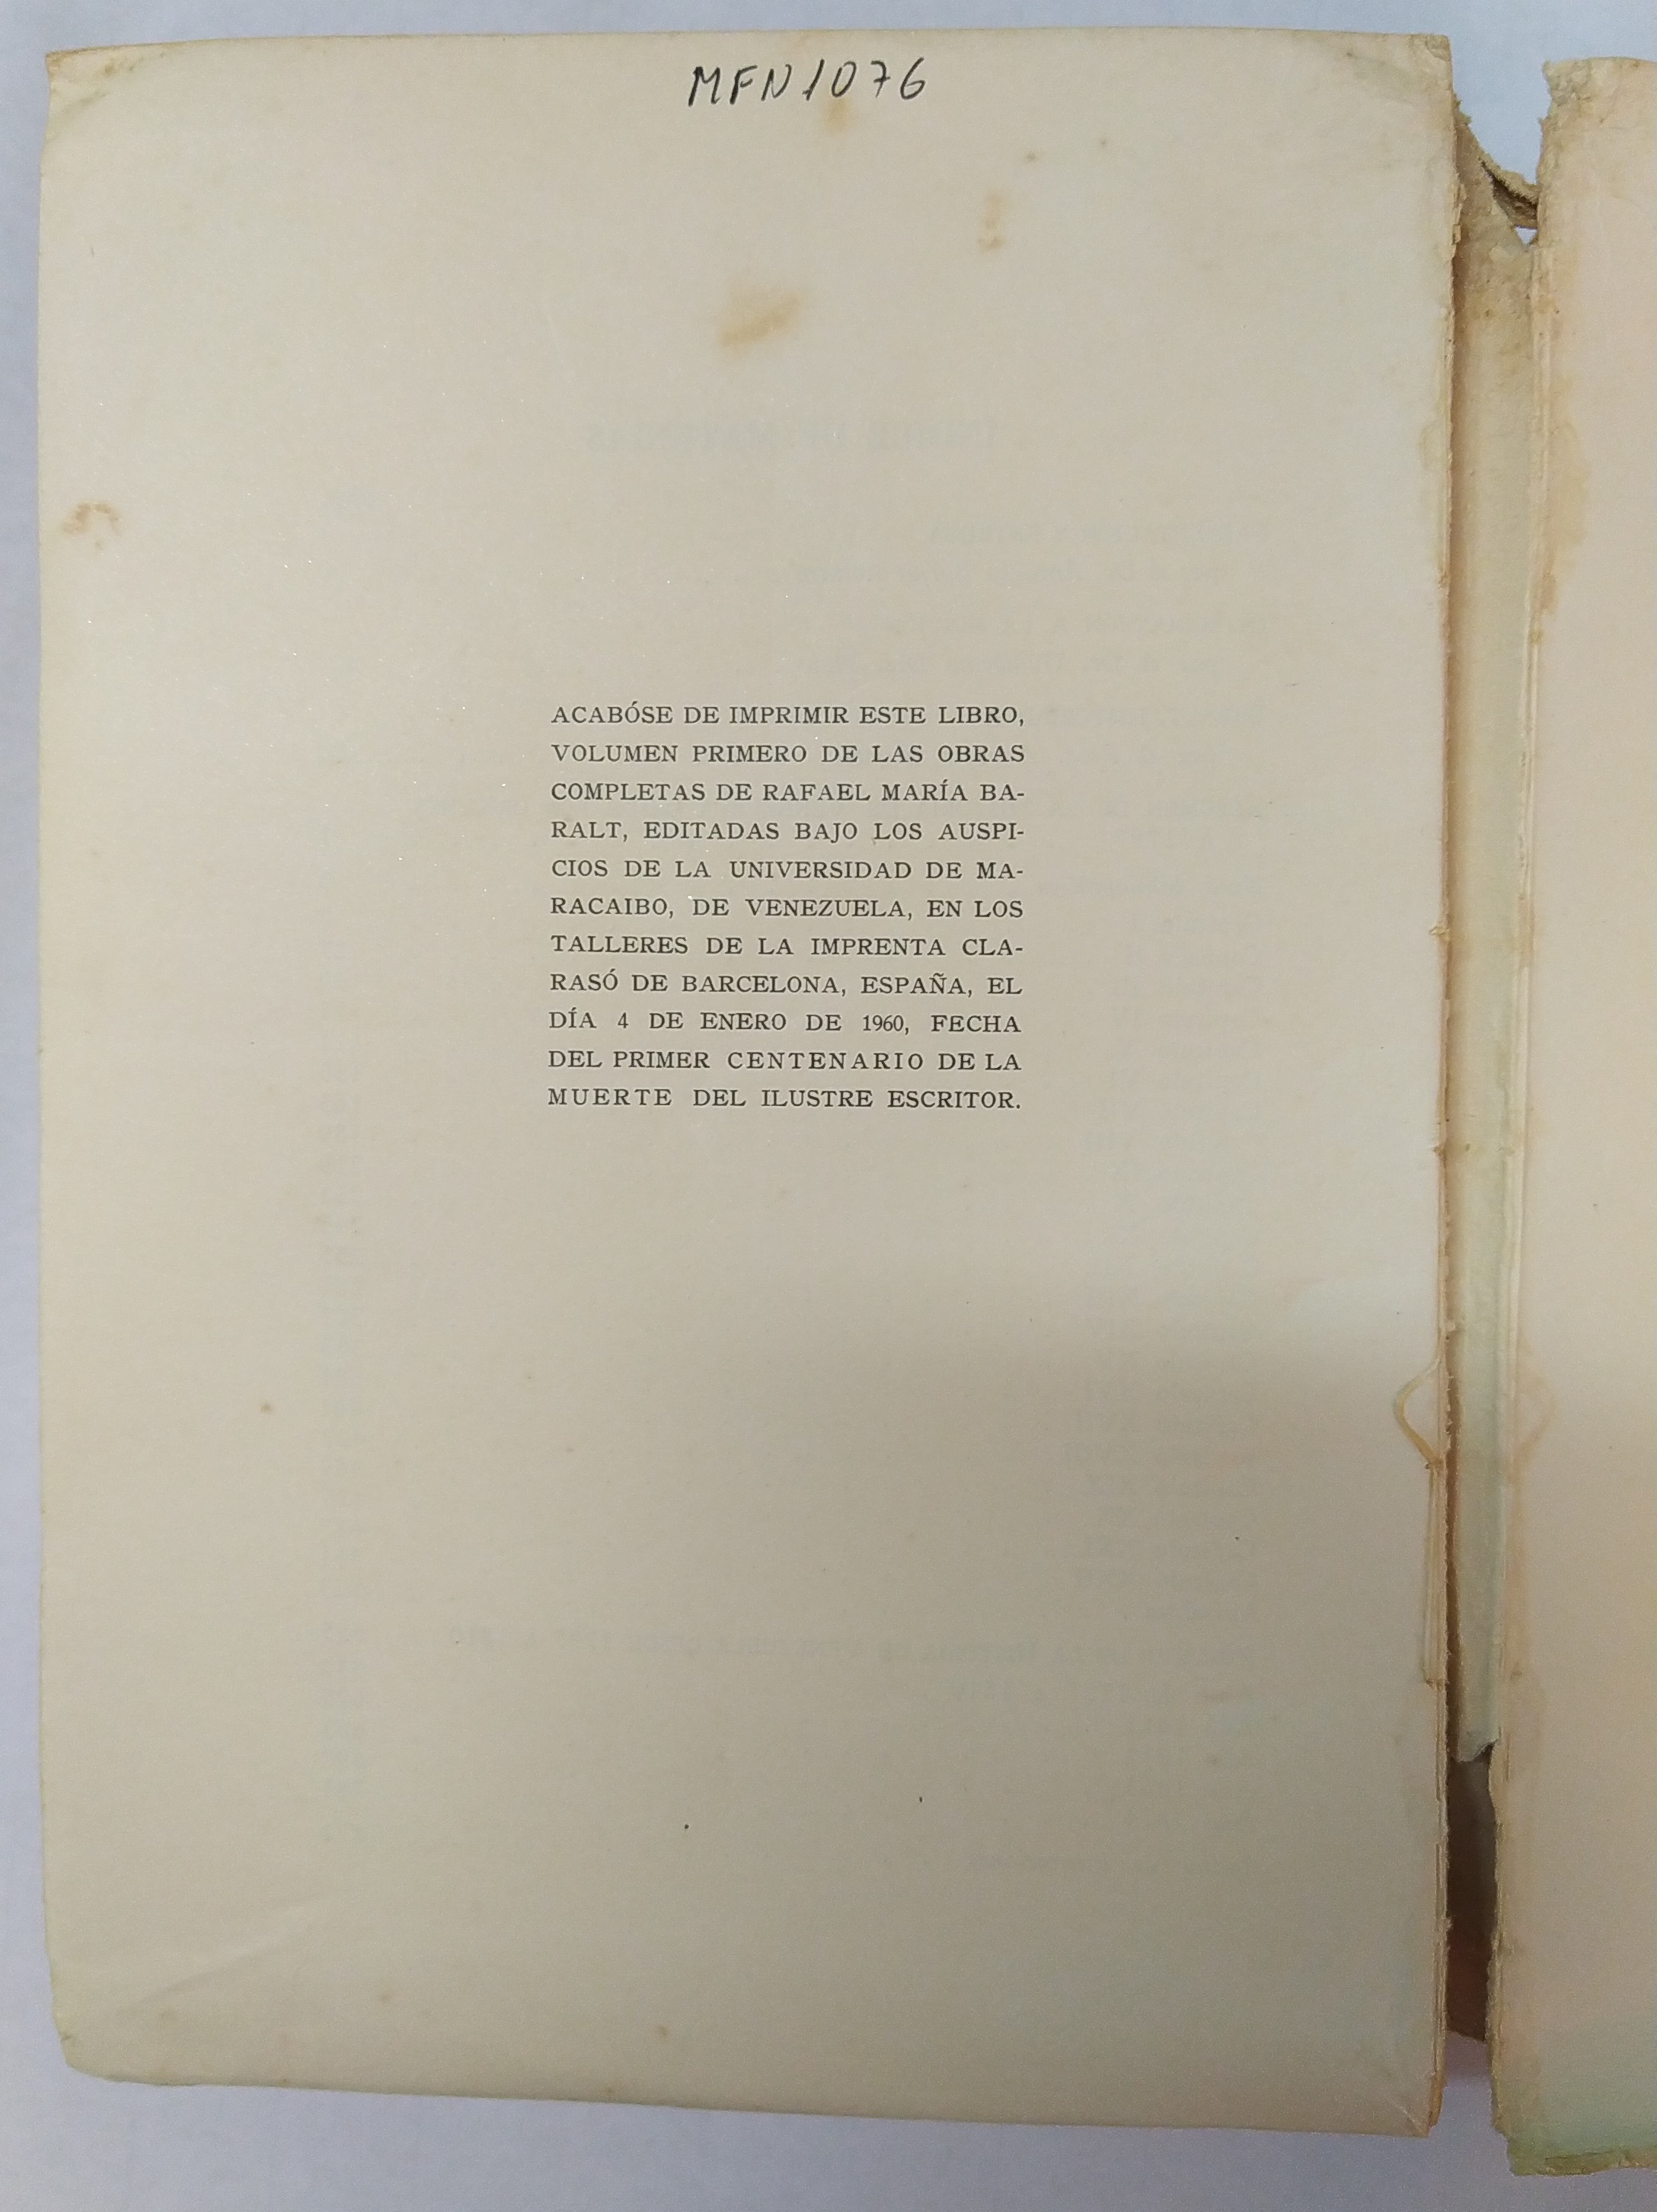 MFN1076
ACABÓSE DE IMPRIMIR ESTE LIBRO,
VOLUMEN PRIMERO DE LAS OBRAS
COMPLETAS DE RAFAEL MARÍA BA-
RALT, EDITADAS BAJO LOS AUSPI-
CIOS DE LA UNIVERSIDAD DE MA-
RACAIBO, DE VENEZUELA, EN LOS
TALLERES DE LA IMPRENTA CLA-
RASÓ DE BARCELONA, ESPAÑA, EL
DÍA 4 DE ENERO DE 1960, FECHA
DEL PRIMER CENTENARIO DE LA
MUERTE DEL ILUSTRE ESCRITOR.